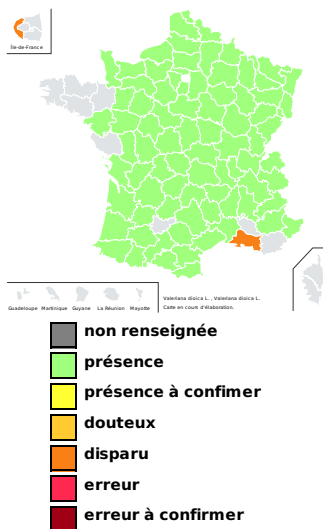 Île-de-France
Guadeloupe Martinique Guyane La Réunion Mayotte
Valeriana dioica L. , Valeriana dioica L.
Carte en cours d'élaboration.
non renseignée
présence
présence à confimer
douteux
disparu
erreur
erreur à confirmer